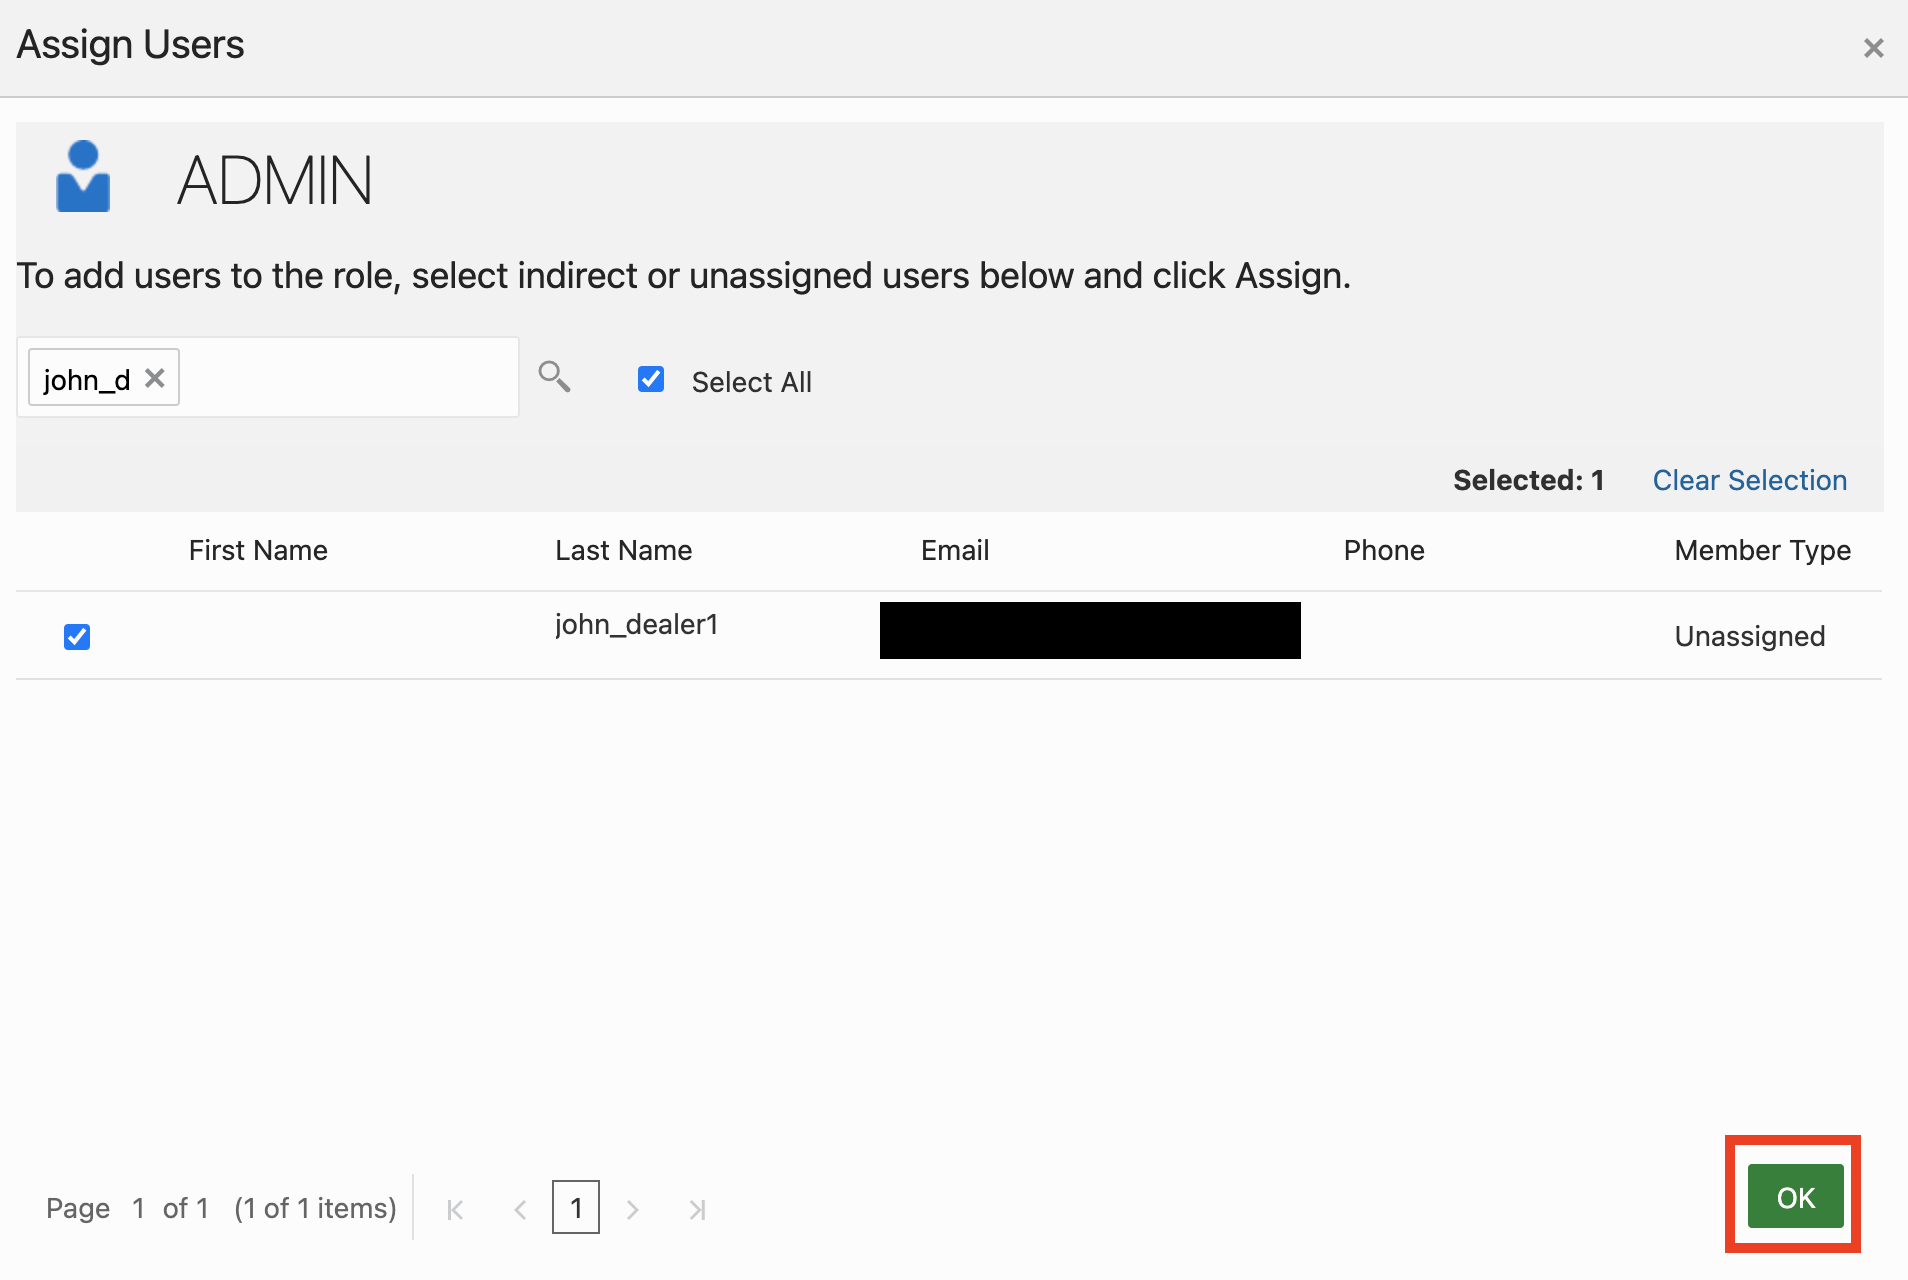 Assign Users
ADMIN
To add users to the role, select indirect or unassigned users below and click Assign.
john_d
Select All
Selected: 1 Clear Selection
First Name Last Name Email Phone Member Type
john_dealer1 Unassigned
Page 1 of 1 (1 of 1 items) 1
OK